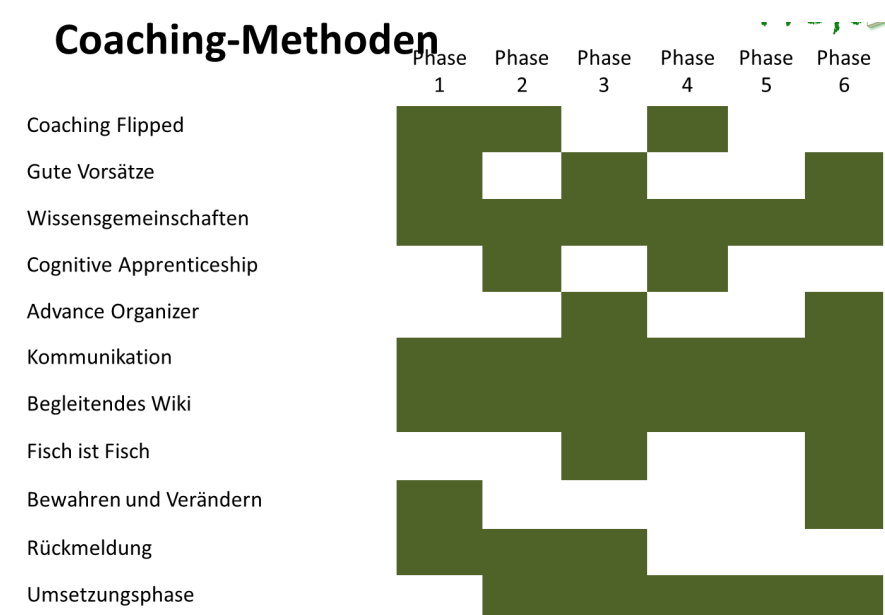 Coaching-Methoden
Phase 1
Phase 2
Phase 3
Phase 4
Phase 5
Phase 6
Coaching Flipped
Gute Vorsätze
Wissensgemeinschaften
Cognitive Apprenticeship
Advance Organizer
Kommunikation
Begleitendes Wiki
Fisch ist Fisch
Bewahren und Verändern
Rückmeldung
Umsetzungsphase